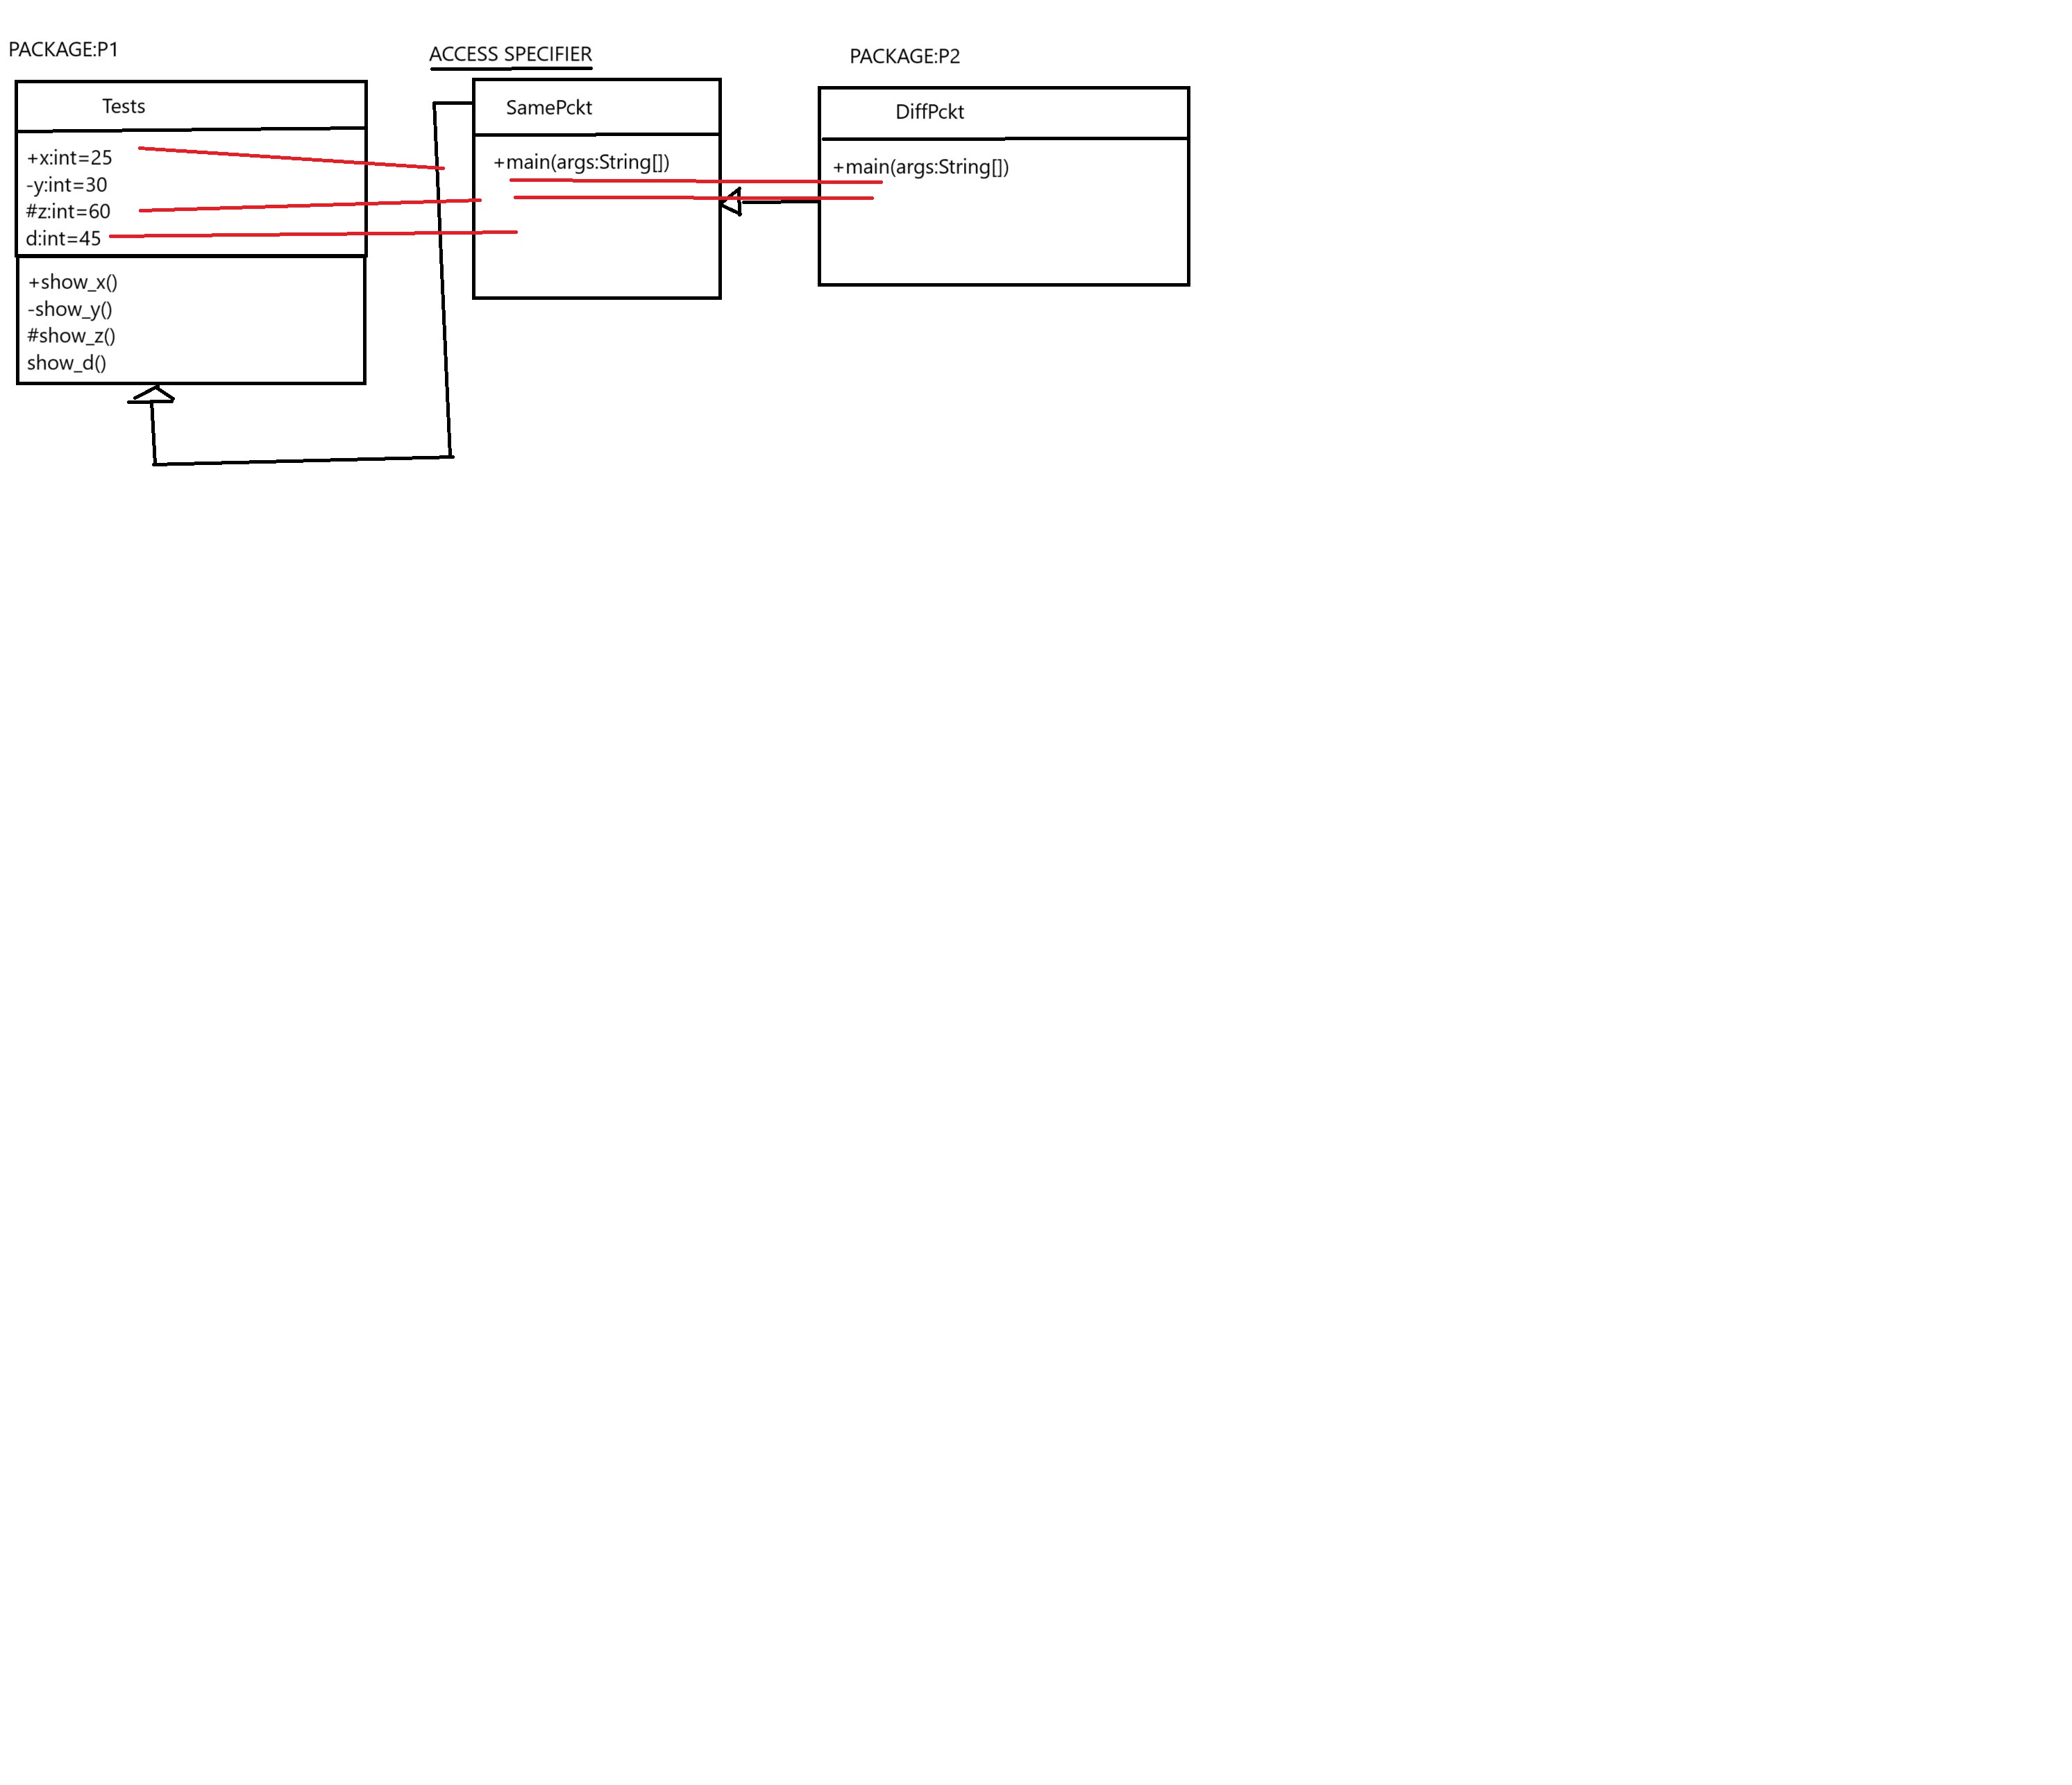 PACKAGE:P1
ACCESS SPECIFIER
PACKAGE:P2
Tests
+x:int=25
-y:int=30
#z:int=60
d:int=45
+show_x()
-show_y()
#show_z()
show_d()
SamePckt
+main(args:String[])
DiffPckt
+main(args:String[])